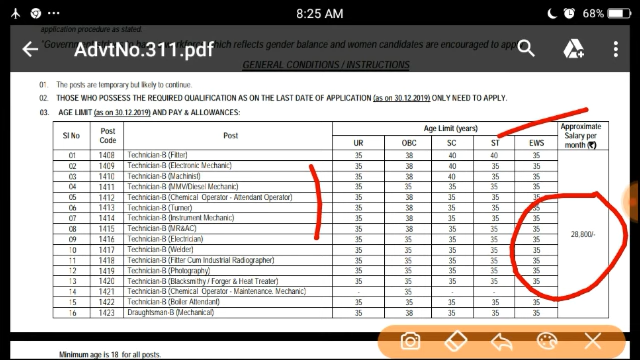 8:25 AM
68%
application procedure as stated.
which reflects gender balance and women candidates are encouraged to
AdvtNo.311.pdf
GENERAL CONDITIONS / INSTRUCTIONS
01. The posts are temporary but likely to continue.
02. THOSE WHO POSSESS THE REQUIRED QUALIFICATION AS ON THE LAST DATE OF APPLICATION (as on 30.12.2019) ONLY NEED TO APPLY.
03. AGE LIMIT (as on 30.12.2019) AND PAY & ALLOWANCES:
Sl No Post Code Post Age Limit (years) Approximate Salary per month (₹)
UR OBC SC ST EWS
01 1408 Technician-B (Fitter) 35 38 40 40 35
02 1409 Technician-B (Electronic Mechanic) 35 38 40 35 35
03 1410 Technician-B (Machinist) 35 38 40 35 35
04 1411 Technician-B (MMV/Diesel Mechanic) 35 35 35 35 35
05 1412 Technician-B (Chemical Operator - Attendant Operator) 35 38 35 35 35
06 1413 Technician-B (Turner) 35 38 35 35 35
07 1414 Technician-B (Instrument Mechanic) 35 38 35 35 35
08 1415 Technician-B (MR&AC) 35 38 35 35 35
09 1416 Technician-B (Electrician) 35 35 35 35 35
28,800/-
10 1417 Technician-B (Welder) 35 35 35 35 35
11 1418 Technician-B (Fitter Cum Industrial Radiographer) 35 35 35 35 35
12 1419 Technician-B (Photography) 35 35 35 35 35
13 1420 Technician-B (Blacksmithy / Forger & Heat Treater) 35 35 35 35 35
14 1421 Technician-B (Chemical Operator - Maintenance, Mechanic) - 35 - - -
15 1422 Technician-B (Boiler Attendant) 35 35 35 35 35
16 1423 Draughtsman-B (Mechanical) 35 38 35 35 35
Minimum age is 18 for all posts.